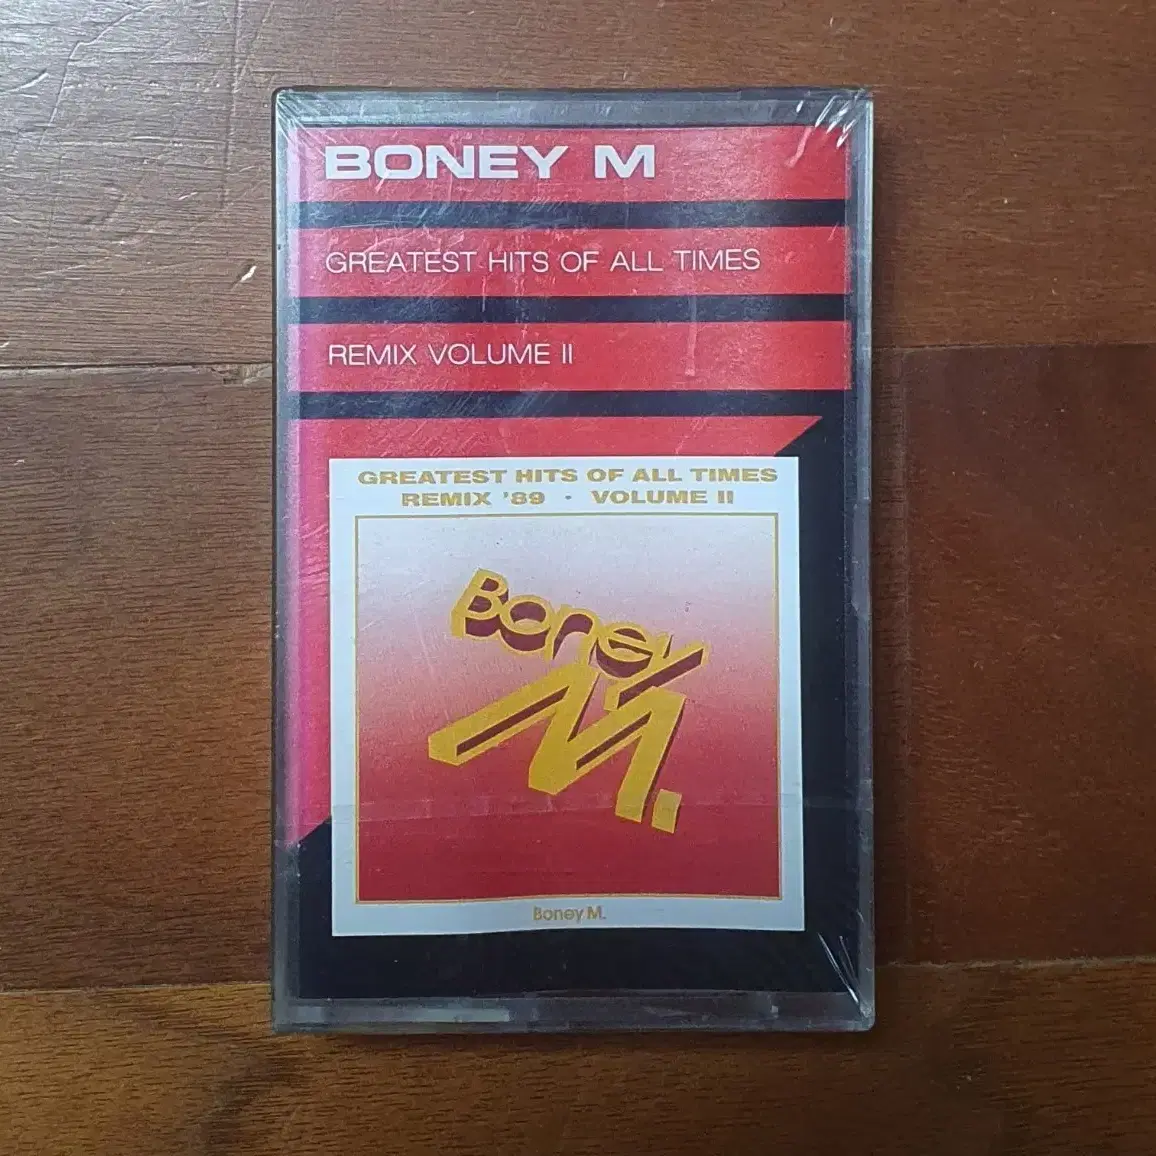 BONEY M
GREATEST HITS OF ALL TIMES
REMIX VOLUME II
GREATEST HITS OF ALL TIMES
REMIX '89 · VOLUME II
Boney
M.
Boney M.